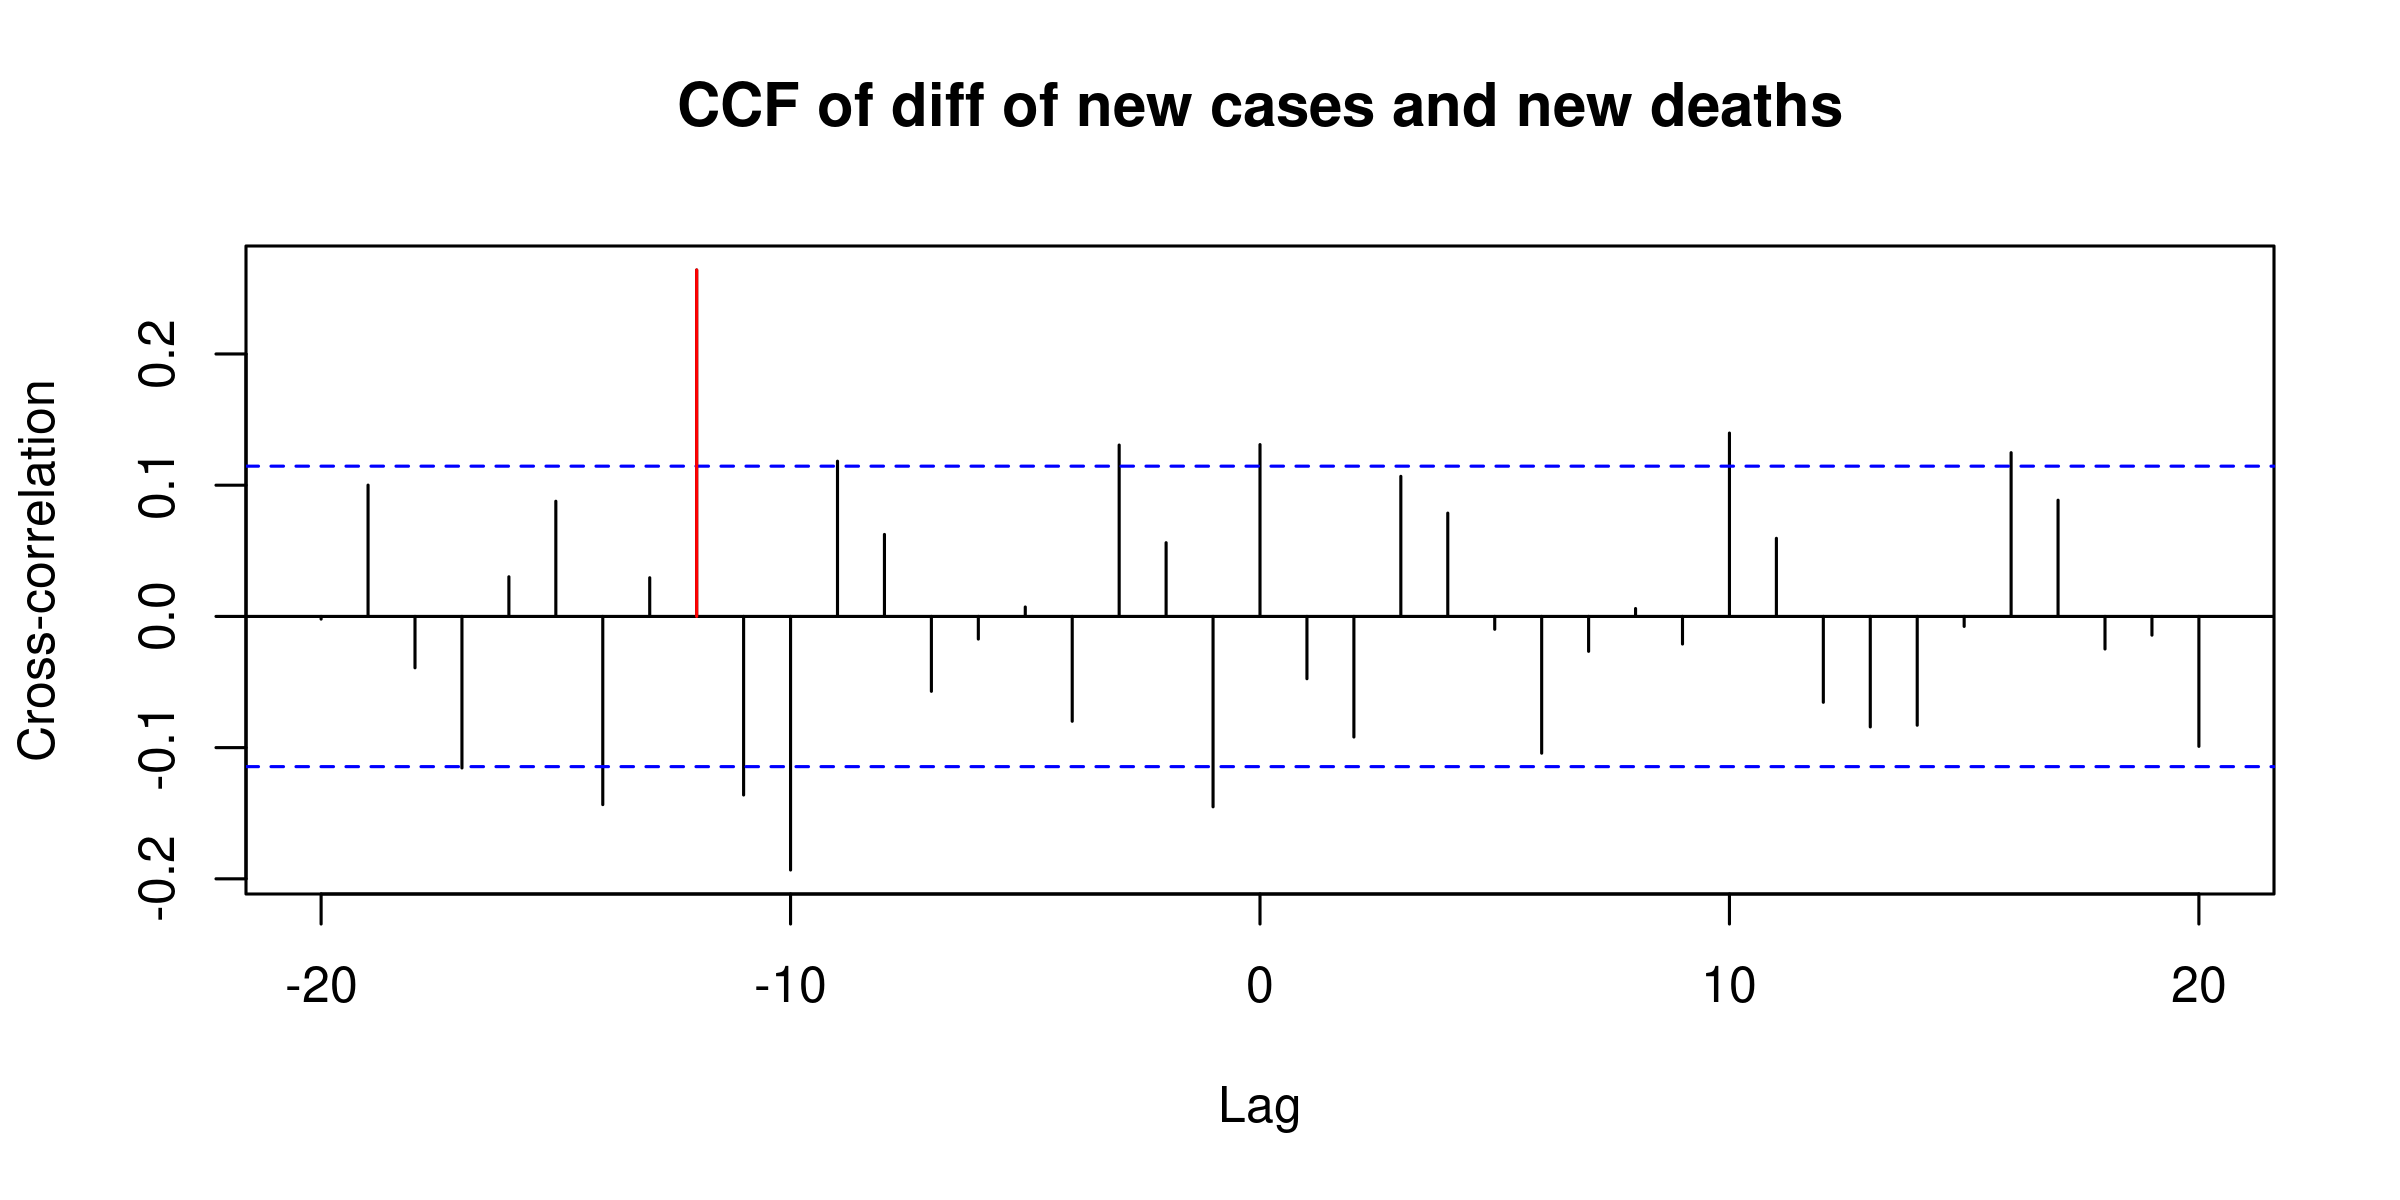 CCF of diff of new cases and new deaths
Cross-correlation
0.2
0.1
0.0
-0.1
-0.2
-20 -10 0 10 20
Lag